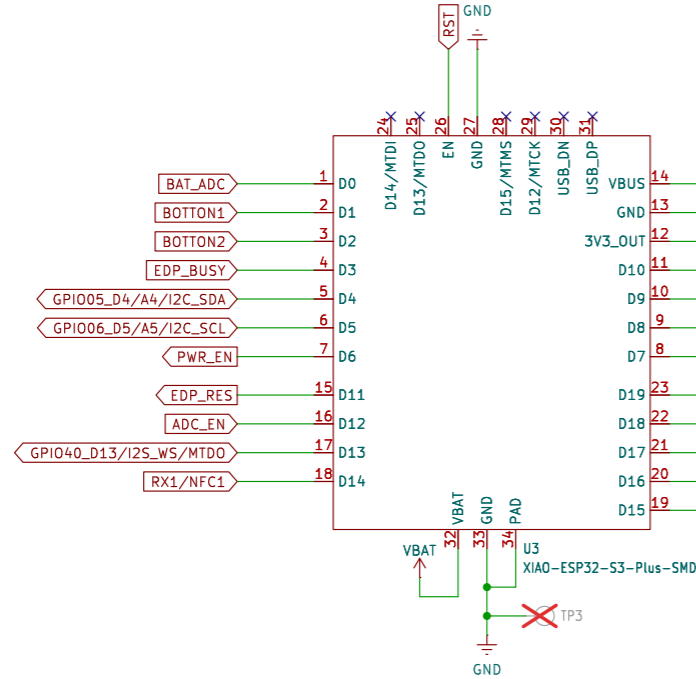 RST
GND
24
25
26
27
28
29
30
31
D14/MTDI
D13/MTDO
EN
GND
D15/MTMS
D12/MTCK
USB_DN
USB_DP
BAT_ADC 1 D0
BOTTON1 2 D1
BOTTON2 3 D2
EDP_BUSY 4 D3
GPIO05_D4/A4/I2C_SDA 5 D4
GPIO06_D5/A5/I2C_SCL 6 D5
PWR_EN 7 D6
EDP_RES 15 D11
ADC_EN 16 D12
GPIO40_D13/I2S_WS/MTDO 17 D13
RX1/NFC1 18 D14
VBUS 14
GND 13
3V3_OUT 12
D10 11
D9 10
D8 9
D7 8
D19 23
D18 22
D17 21
D16 20
D15 19
VBAT
GND
PAD
32
33
34
VBAT
U3
XIAO-ESP32-S3-Plus-SMD
TP3
GND